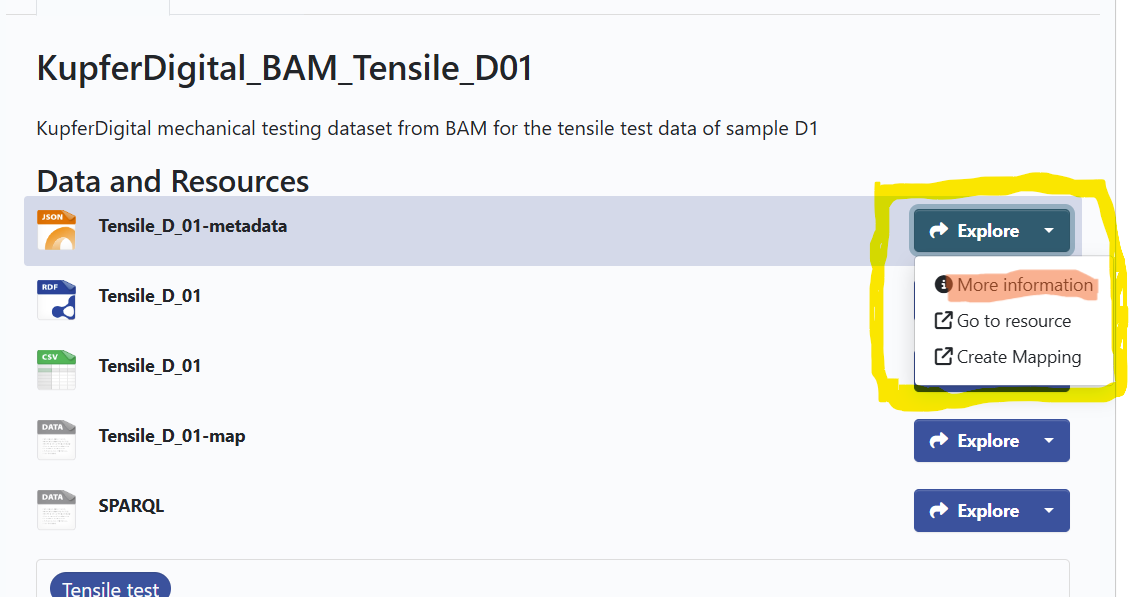 KupferDigital_BAM_Tensile_D01
KupferDigital mechanical testing dataset from BAM for the tensile test data of sample D1
Data and Resources
JSON
Tensile_D_01-metadata
Explore
More information
Go to resource
Create Mapping
RDF
Tensile_D_01
CSV
Tensile_D_01
DATA
Tensile_D_01-map
Explore
DATA
SPARQL
Explore
Tensile test